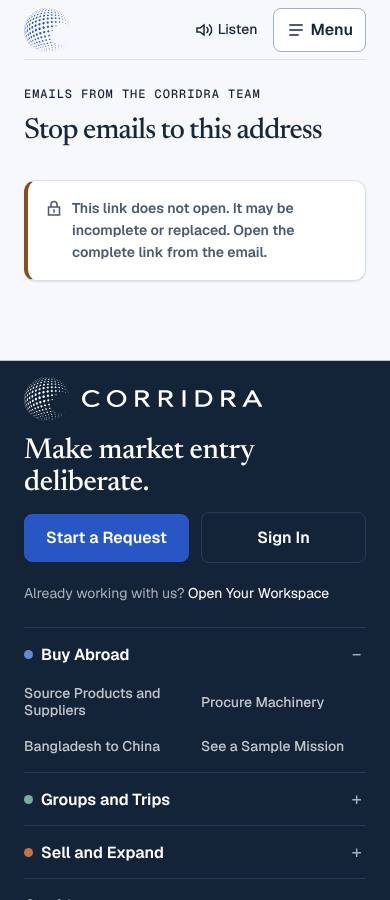 Listen
Menu
EMAILS FROM THE CORRIDRA TEAM
Stop emails to this address
This link does not open. It may be
incomplete or replaced. Open the
complete link from the email.
CORRIDRA
Make market entry
deliberate.
Start a Request
Sign In
Already working with us? Open Your Workspace
Buy Abroad
Source Products and
Suppliers
Procure Machinery
Bangladesh to China
See a Sample Mission
Groups and Trips
Sell and Expand